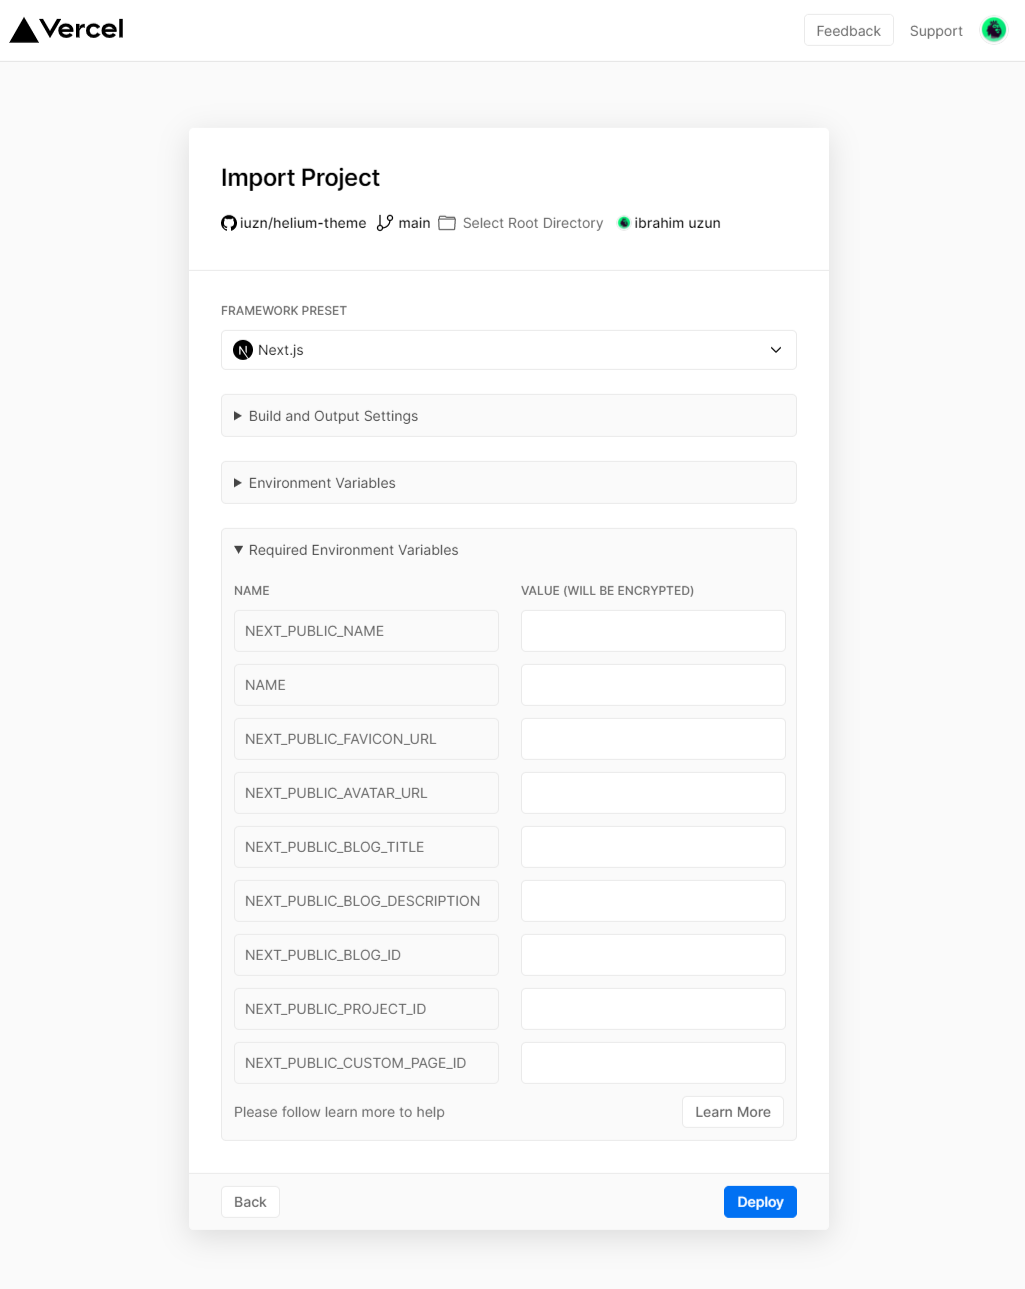 Vercel
Feedback Support
Import Project
iuzn/helium-theme main Select Root Directory ibrahim uzun
FRAMEWORK PRESET
N Next.js
Build and Output Settings
Environment Variables
Required Environment Variables
NAME VALUE (WILL BE ENCRYPTED)
NEXT_PUBLIC_NAME
NAME
NEXT_PUBLIC_FAVICON_URL
NEXT_PUBLIC_AVATAR_URL
NEXT_PUBLIC_BLOG_TITLE
NEXT_PUBLIC_BLOG_DESCRIPTION
NEXT_PUBLIC_BLOG_ID
NEXT_PUBLIC_PROJECT_ID
NEXT_PUBLIC_CUSTOM_PAGE_ID
Please follow learn more to help Learn More
Back Deploy